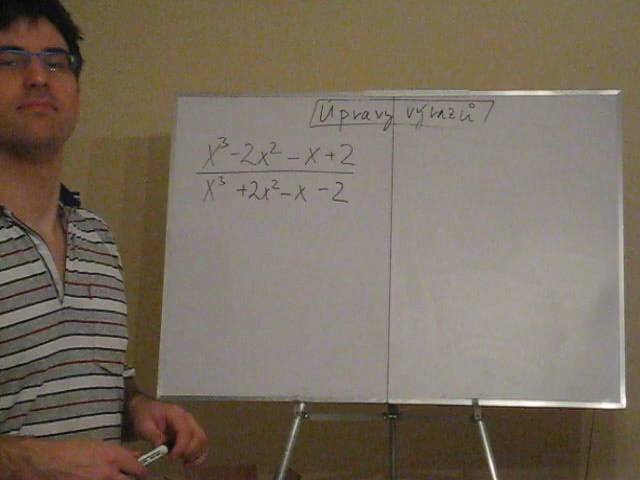 Úpravy výrazů
x³ - 2x² - x + 2
x³ + 2x² - x - 2